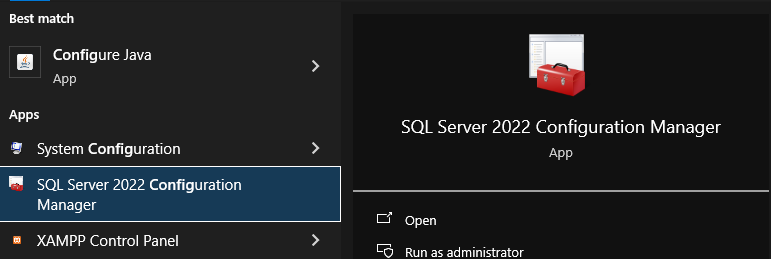 Best match
Configure Java
App
Apps
System Configuration
SQL Server 2022 Configuration
Manager
XAMPP Control Panel
SQL Server 2022 Configuration Manager
App
Open
Run as administrator